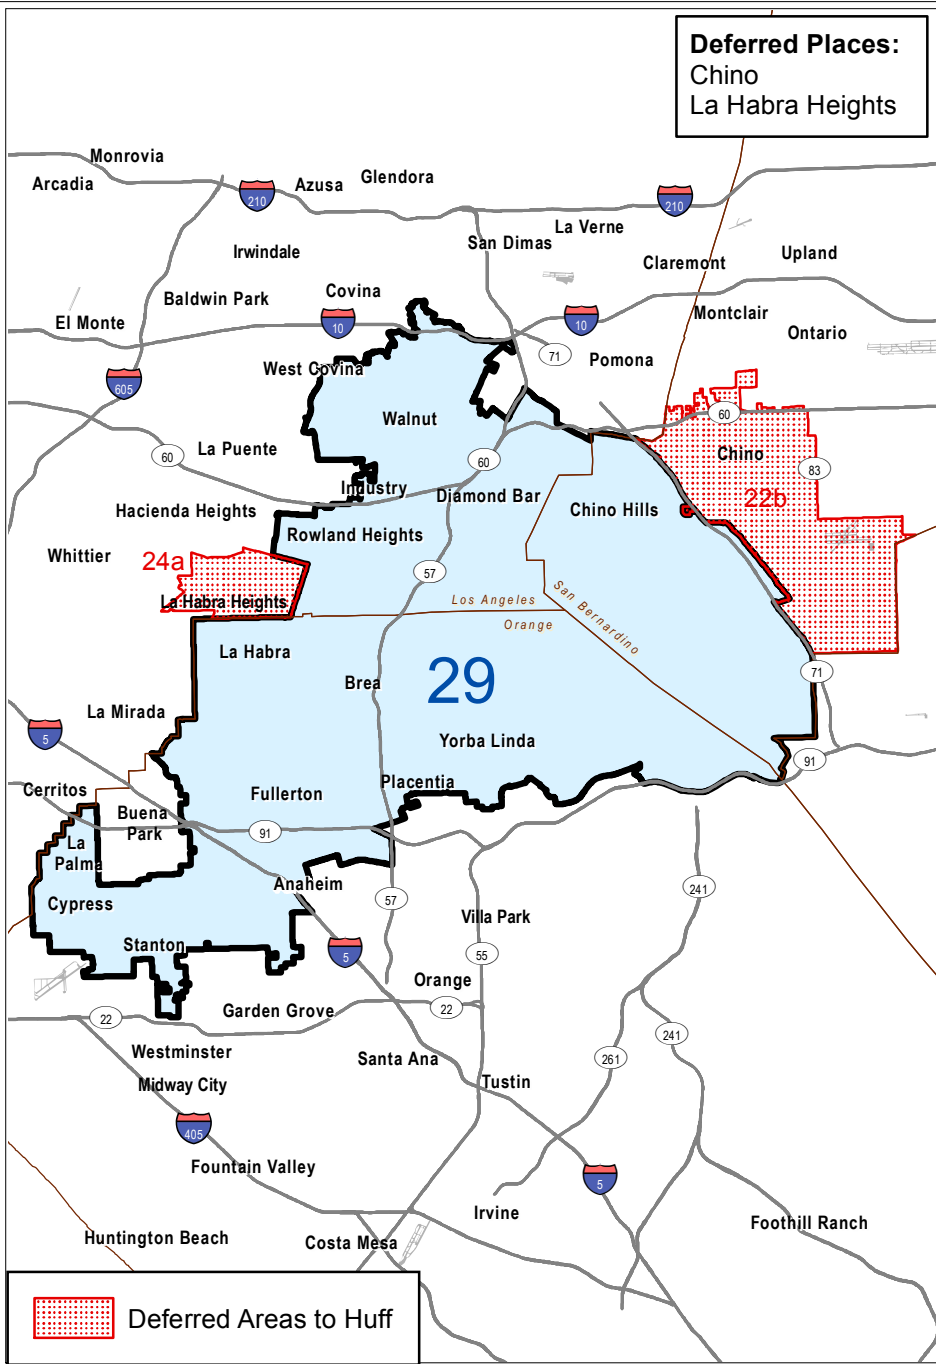 Deferred Places:
Chino
La Habra Heights
Monrovia
Arcadia
210
Azusa
Glendora
210
La Verne
San Dimas
Irwindale
Claremont
Upland
Baldwin Park
Covina
El Monte
10
10
Montclair
Ontario
71
Pomona
West Covina
605
Walnut
60
Chino
83
La Puente
60
60
Industry
Diamond Bar
22b
Chino Hills
Hacienda Heights
Rowland Heights
Whittier
24a
57
La Habra Heights
Los Angeles
Orange
San Bernardino
La Habra
Brea
29
71
La Mirada
5
Yorba Linda
91
Cerritos
Placentia
Fullerton
Buena
Park
91
La
Palma
Anaheim
241
57
Cypress
Villa Park
Stanton
5
55
Orange
Garden Grove
22
22
241
Westminster
Santa Ana
261
Midway City
Tustin
405
Fountain Valley
5
Irvine
Foothill Ranch
Huntington Beach
Costa Mesa
Deferred Areas to Huff